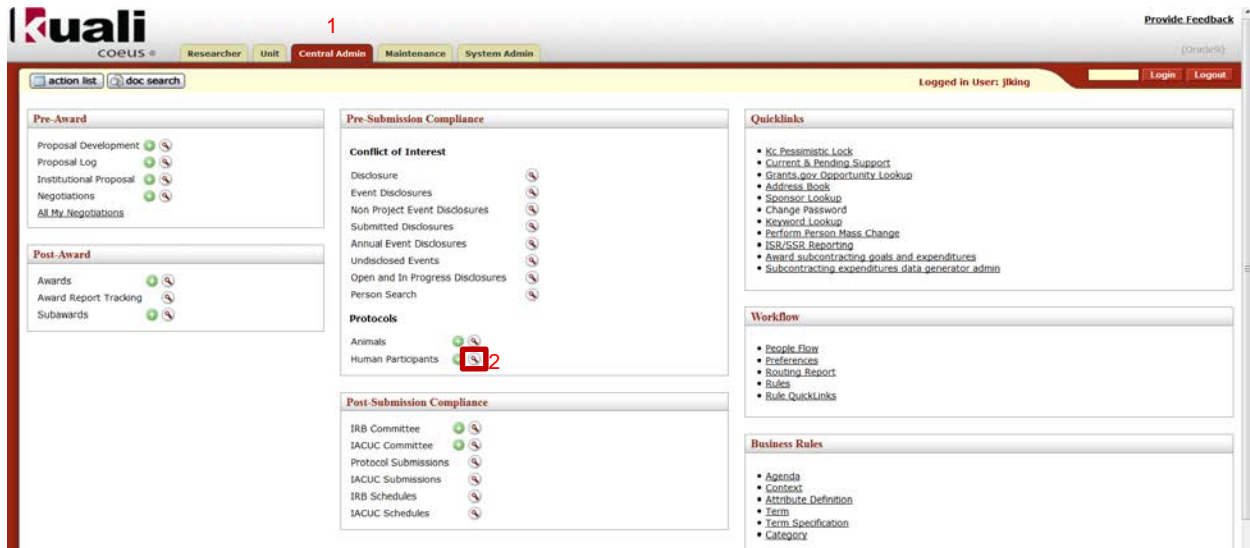 1
Provide Feedback
kuali
coeus
Researcher Unit Central Admin Maintenance System Admin
(Oracle9i)
action list doc search
Logged in User: jlking
Login Logout
Pre-Award
Proposal Development
Proposal Log
Institutional Proposal
Negotiations
All My Negotiations
Post-Award
Awards
Award Report Tracking
Subawards
Pre-Submission Compliance
Conflict of Interest
Disclosure
Event Disclosures
Non Project Event Disclosures
Submitted Disclosures
Annual Event Disclosures
Undisclosed Events
Open and In Progress Disclosures
Person Search
Protocols
Animals
Human Participants 2
Post-Submission Compliance
IRB Committee
IACUC Committee
Protocol Submissions
IACUC Submissions
IRB Schedules
IACUC Schedules
Quicklinks
• Kc Pessimistic Lock
• Current & Pending Support
• Grants.gov Opportunity Lookup
• Address Book
• Sponsor Lookup
• Change Password
• Keyword Lookup
• Perform Person Mass Change
• ISR/SSR Reporting
• Award subcontracting goals and expenditures
• Subcontracting expenditures data generator admin
Workflow
• People Flow
• Preferences
• Routing Report
• Rules
• Rule QuickLinks
Business Rules
• Agenda
• Context
• Attribute Definition
• Term
• Term Specification
• Category